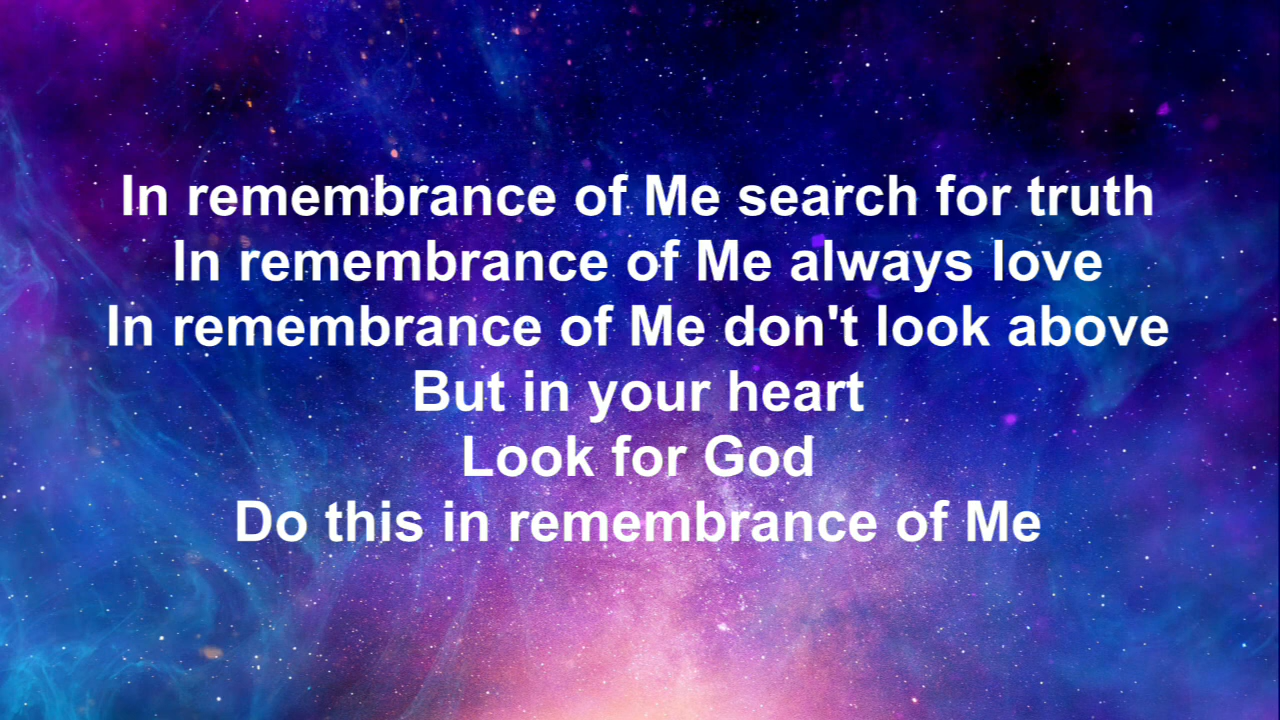 In remembrance of Me search for truth
In remembrance of Me always love
In remembrance of Me don't look above
But in your heart
Look for God
Do this in remembrance of Me